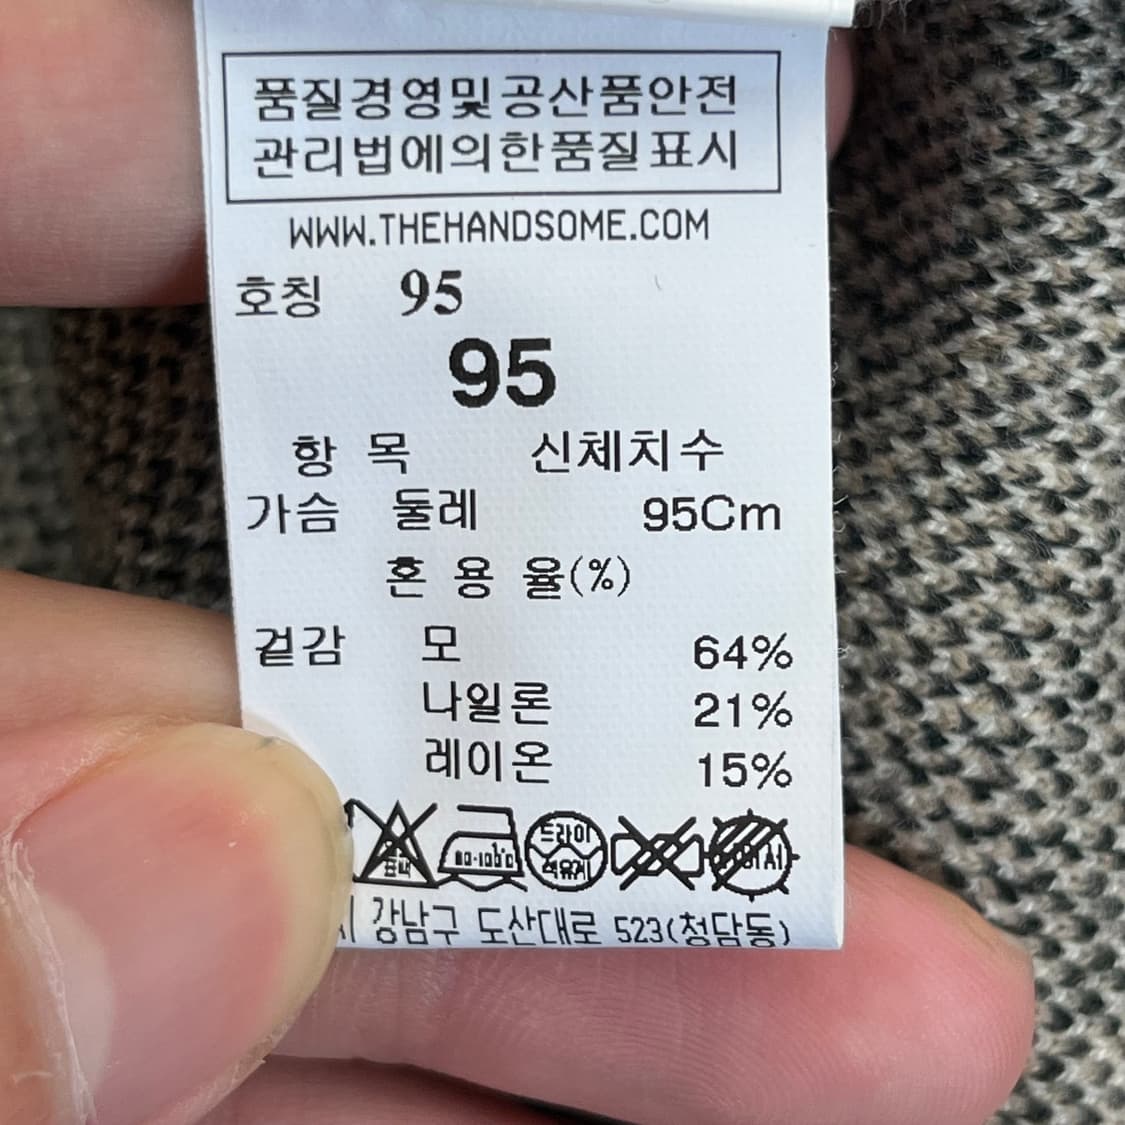 품질경영및공산품안전
관리법에의한품질표시
WWW.THEHANDSOME.COM
호칭 95
95
항 목 신체치수
가슴 둘레 95Cm
혼 용 율(%)
겉감 모 64%
나일론 21%
레이온 15%
드라이
석유계
강남구 도산대로 523(청담동)